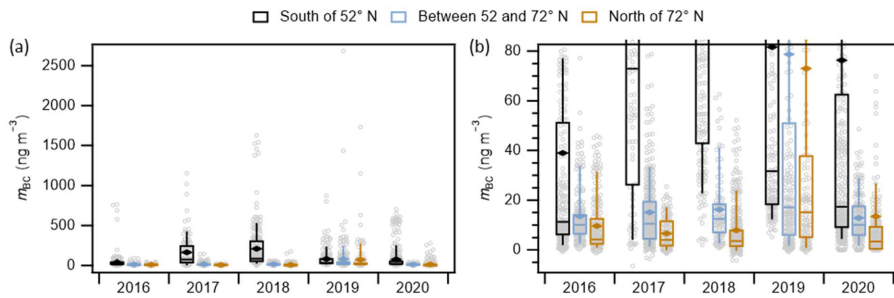 South of 52° N Between 52 and 72° N North of 72° N
(a)
m_BC (ng m⁻³)
2500
2000
1500
1000
500
0
2016 2017 2018 2019 2020
(b)
m_BC (ng m⁻³)
80
60
40
20
0
2016 2017 2018 2019 2020